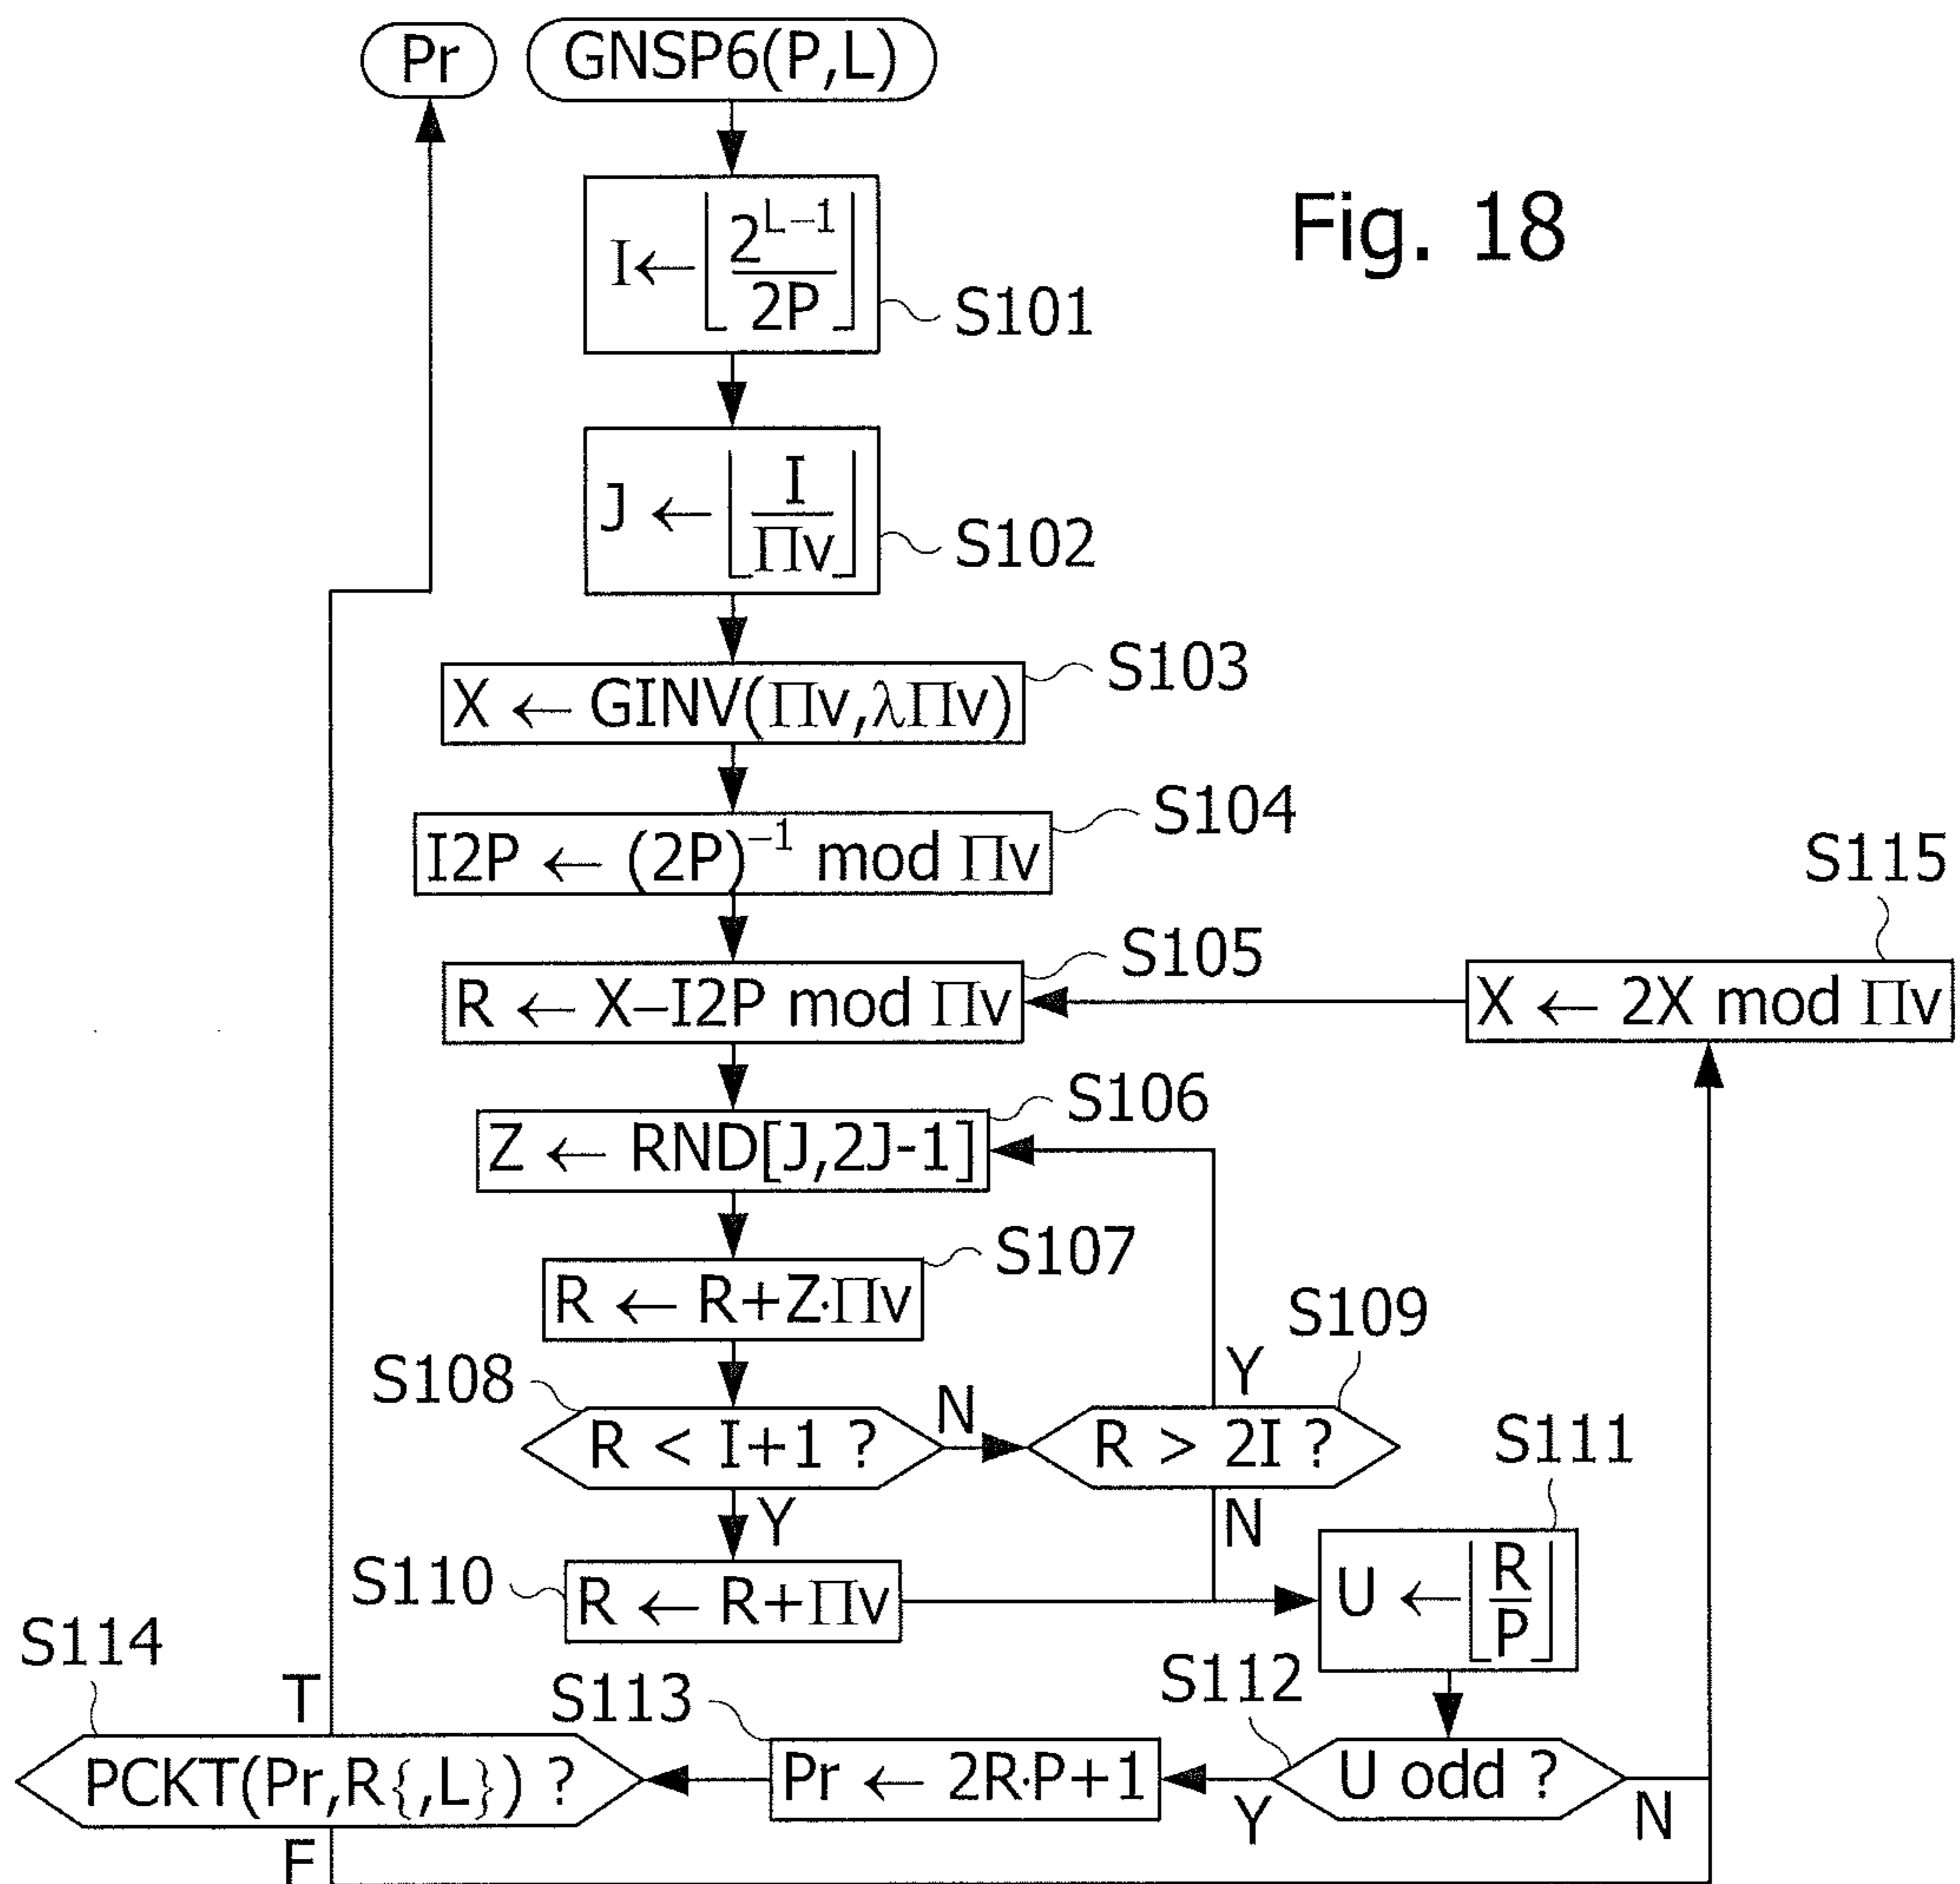 Pr
GNSP6(P,L)
Fig. 18
I←⌊2^(L–1)/2P⌋
S101
J ← ⌊I/Πv⌋
S102
S103
X ← GINV(Πv,λΠv)
S104
I2P ← (2P)^–1 mod Πv
S115
S105
R ← X–I2P mod Πv
X ← 2X mod Πv
S106
Z ← RND[J,2J-1]
S107
R ← R+Z·Πv
S109
S108
N
Y
R < I+1 ?
R > 2I ?
S111
Y
N
S110
R ← R+Πv
U ← ⌊R/P⌋
S114
S112
T
S113
PCKT(Pr,R{,L}) ?
Pr ← 2R·P+1
U odd ?
Y
N
F